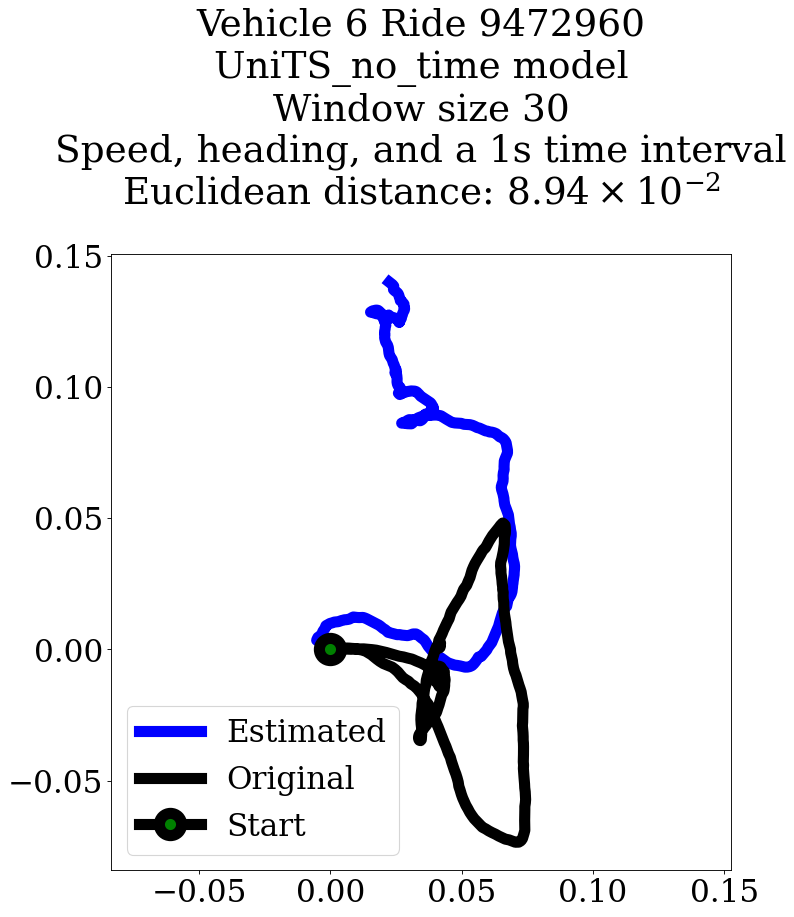 Vehicle 6 Ride 9472960
UniTS_no_time model
Window size 30
Speed, heading, and a 1s time interval
Euclidean distance: 8.94 × 10⁻²
0.15
0.10
0.05
0.00
−0.05
Estimated
Original
Start
−0.05 0.00 0.05 0.10 0.15